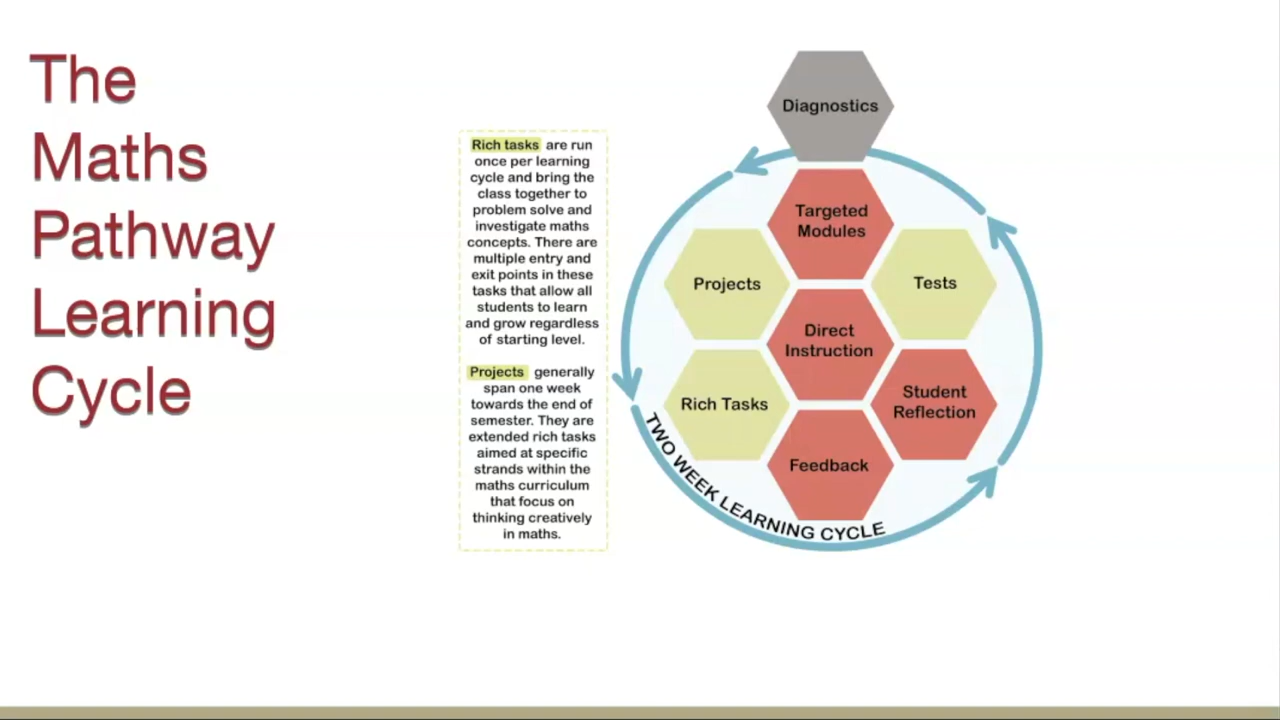 The
Maths
Pathway
Learning
Cycle
Rich tasks are run
once per learning
cycle and bring the
class together to
problem solve and
investigate maths
concepts. There are
multiple entry and
exit points in these
tasks that allow all
students to learn
and grow regardless
of starting level.
Projects generally
span one week
towards the end of
semester. They are
extended rich tasks
aimed at specific
strands within the
maths curriculum
that focus on
thinking creatively
in maths.
Diagnostics
Targeted
Modules
Projects
Tests
Direct
Instruction
Rich Tasks
Student
Reflection
Feedback
TWO WEEK LEARNING CYCLE